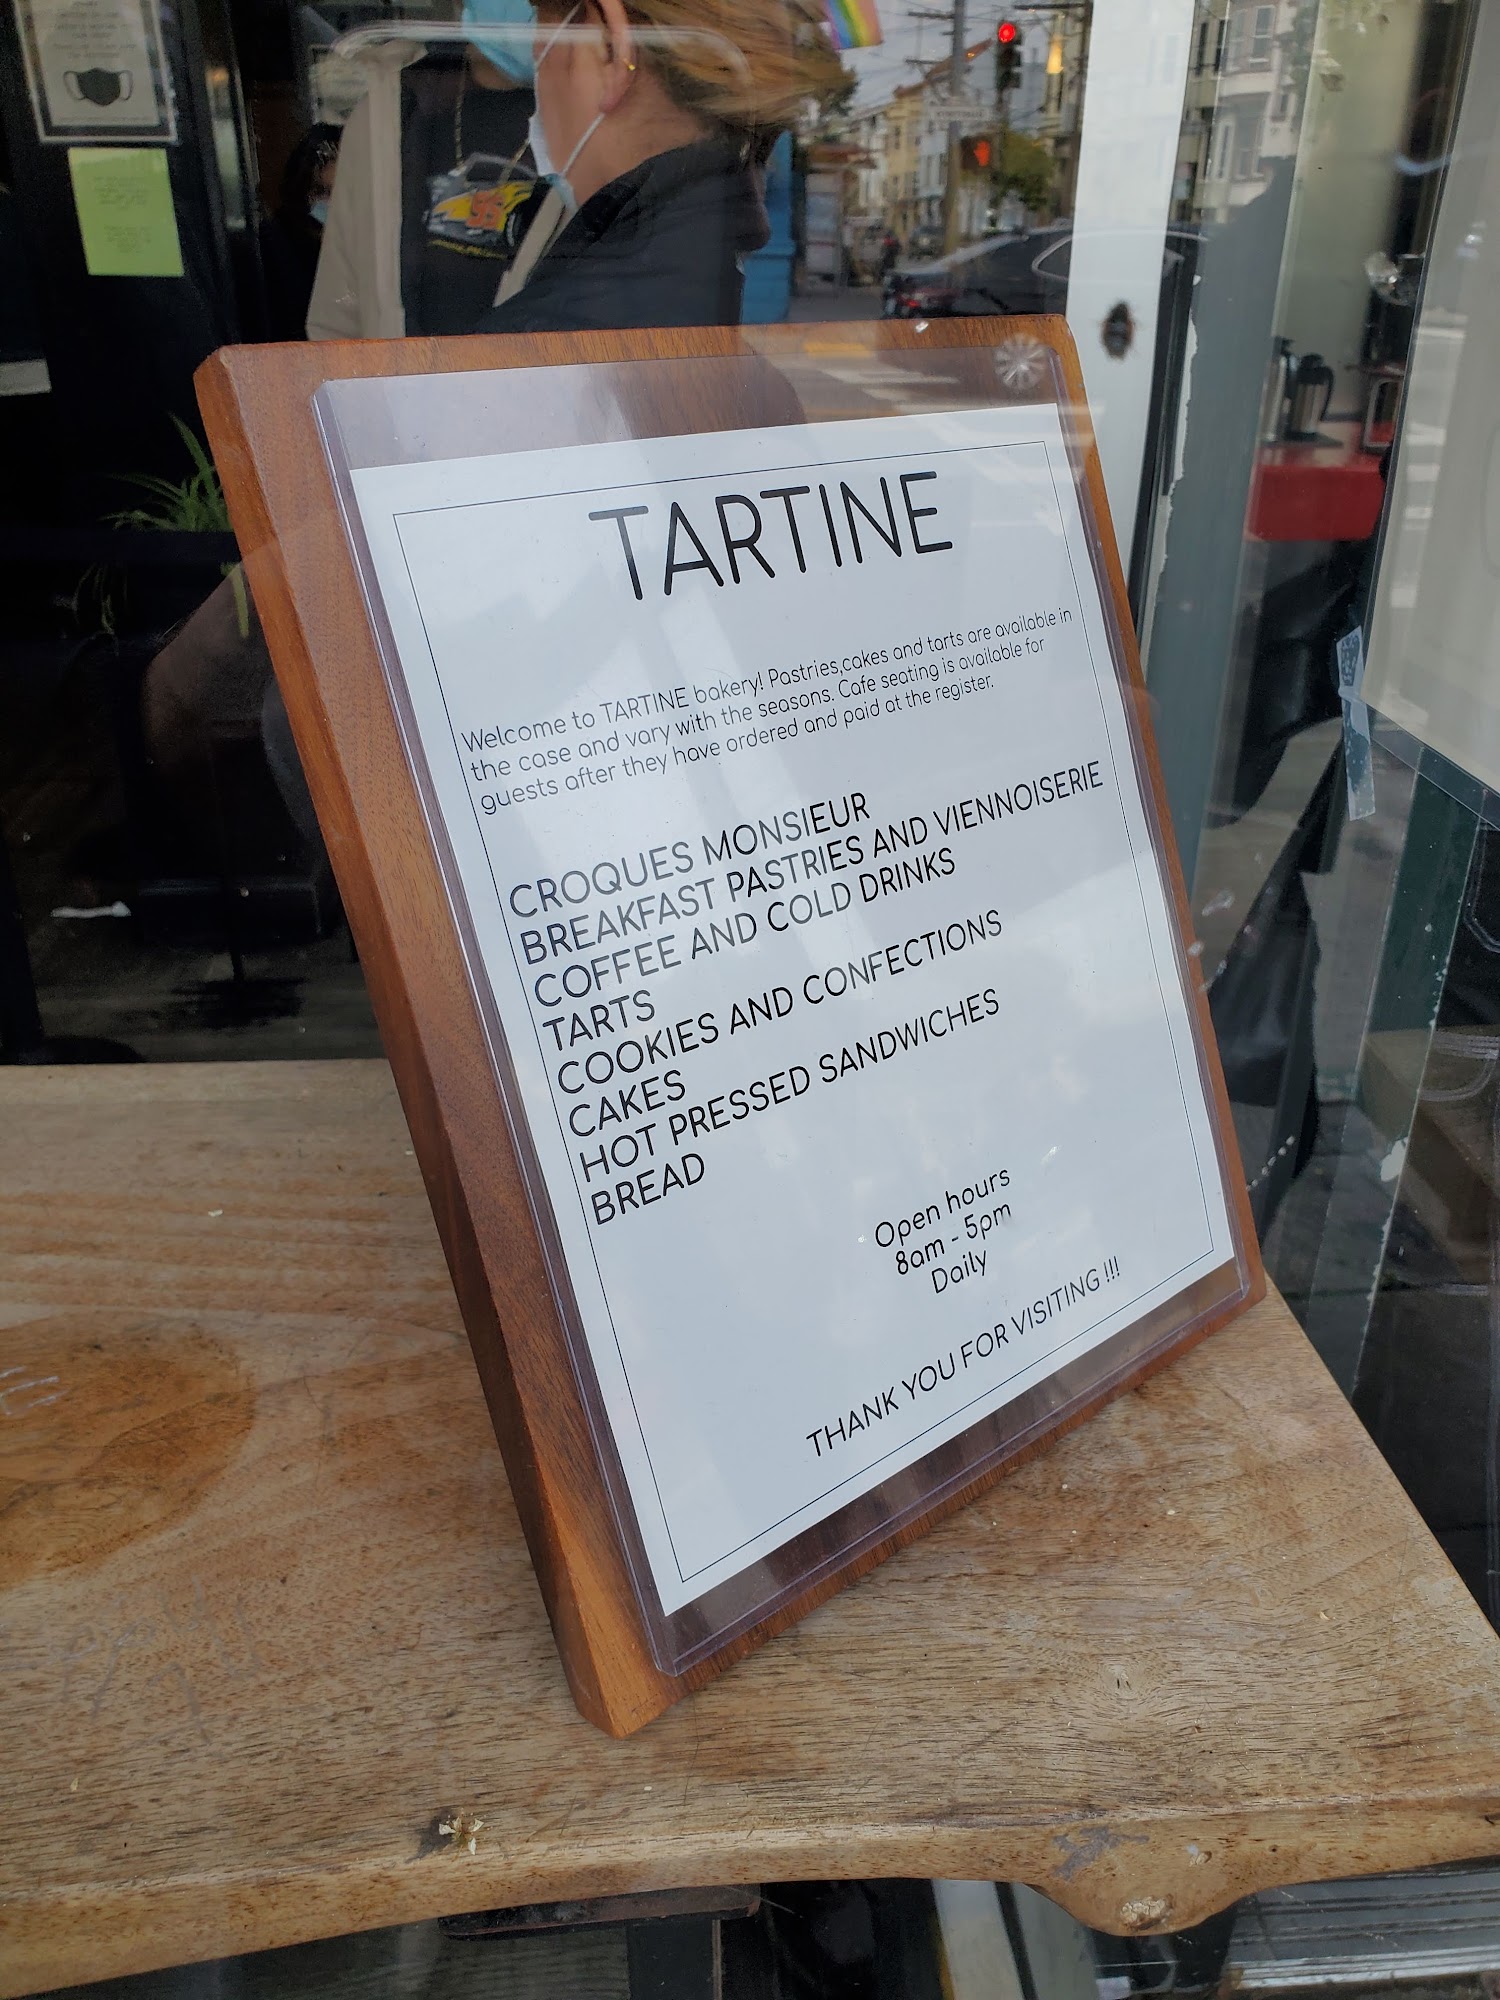 TARTINE
Welcome to TARTINE bakery! Pastries,cakes and tarts are available in
the case and vary with the seasons. Cafe seating is available for
guests after they have ordered and paid at the register.
CROQUES MONSIEUR
BREAKFAST PASTRIES AND VIENNOISERIE
COFFEE AND COLD DRINKS
TARTS
COOKIES AND CONFECTIONS
CAKES
HOT PRESSED SANDWICHES
BREAD
Open hours
8am - 5pm
Daily
THANK YOU FOR VISITING !!!